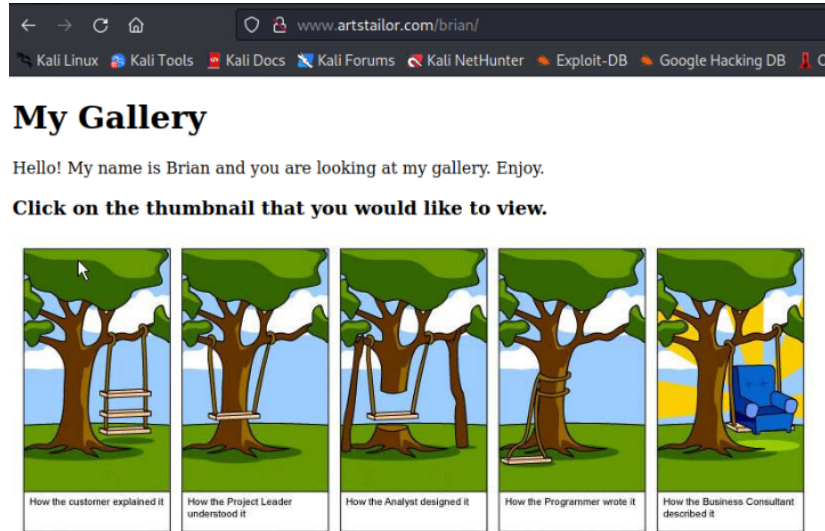 www.artstailor.com/brian/
Kali Linux Kali Tools Kali Docs Kali Forums Kali NetHunter Exploit-DB Google Hacking DB
My Gallery
Hello! My name is Brian and you are looking at my gallery. Enjoy.
Click on the thumbnail that you would like to view.
How the customer explained it
How the Project Leader
understood it
How the Analyst designed it
How the Programmer wrote it
How the Business Consultant
described it